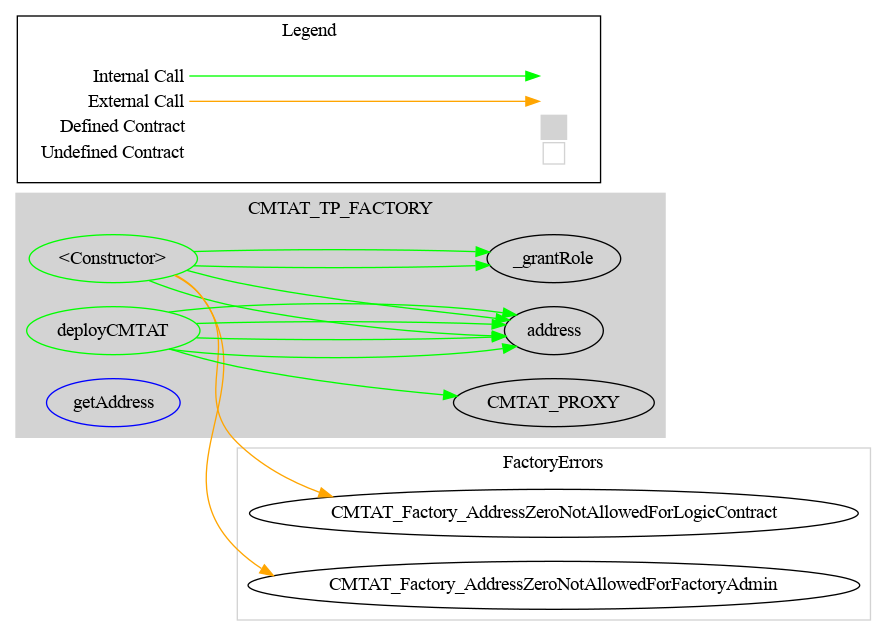 Legend
Internal Call
External Call
Defined Contract
Undefined Contract
CMTAT_TP_FACTORY
<Constructor>
_grantRole
deployCMTAT
address
getAddress
CMTAT_PROXY
FactoryErrors
CMTAT_Factory_AddressZeroNotAllowedForLogicContract
CMTAT_Factory_AddressZeroNotAllowedForFactoryAdmin